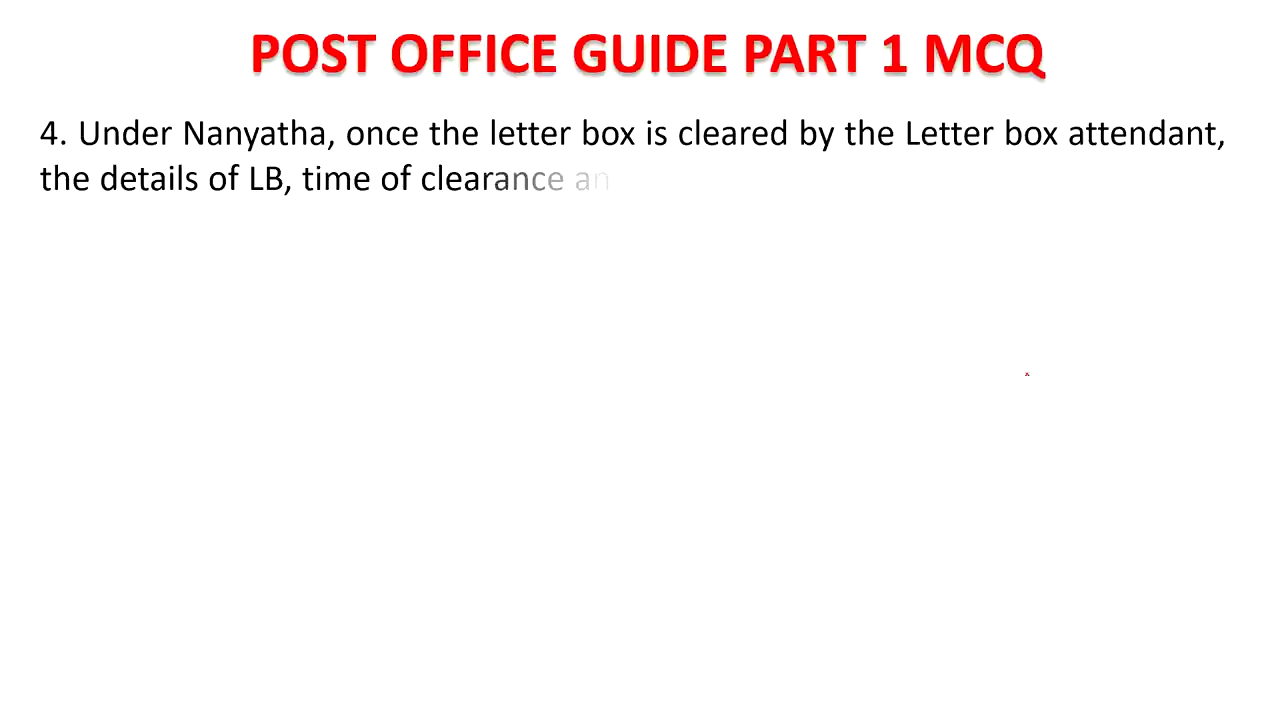 POST OFFICE GUIDE PART 1 MCQ
4. Under Nanyatha, once the letter box is cleared by the Letter box attendant,
the details of LB, time of clearance an